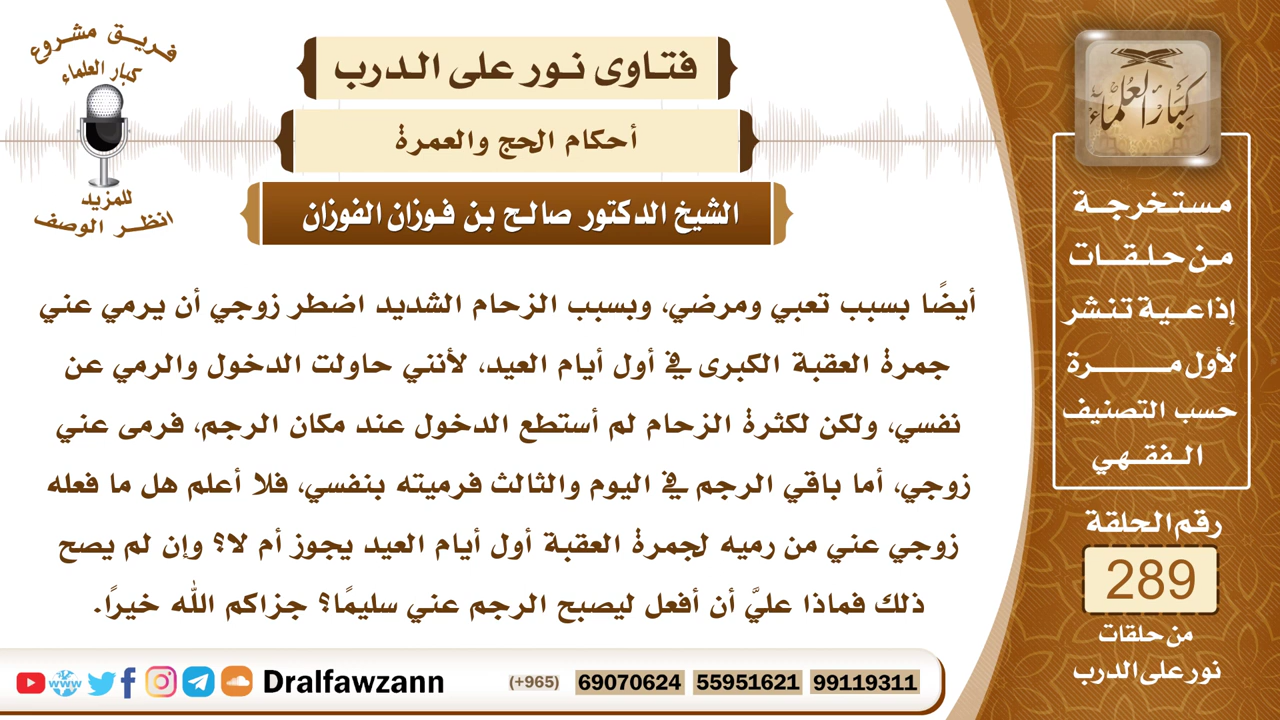 فريق مشروع
كبار العلماء
للمزيد
انظر الوصف
فتاوى نور على الدرب
أحكام الحج والعمرة
الشيخ الدكتور صالح بن فوزان الفوزان
أيضًا بسبب تعبي ومرضي، وبسبب الزحام الشديد اضطر زوجي أن يرمي عني
جمرة العقبة الكبرى في أول أيام العيد، لأنني حاولت الدخول والرمي عن
نفسي، ولكن لكثرة الزحام لم أستطع الدخول عند مكان الرجم، فرمى عني
زوجي، أما باقي الرجم في اليوم والثالث فرميته بنفسي، فلا أعلم هل ما فعله
زوجي عني من رميه لجمرة العقبة أول أيام العيد يجوز أم لا؟ وإن لم يصح
ذلك فماذا عليَّ أن أفعل ليصبح الرجم عني سليمًا؟ جزاكم الله خيرًا.
كبار العلماء
مستخرجة
من حلقات
إذاعية تنشر
لأول مرة
حسب التصنيف
الفقهي
رقم الحلقة
289
من حلقات
نور على الدرب
www
Dralfawzann
(+965) 69070624 55951621 99119311